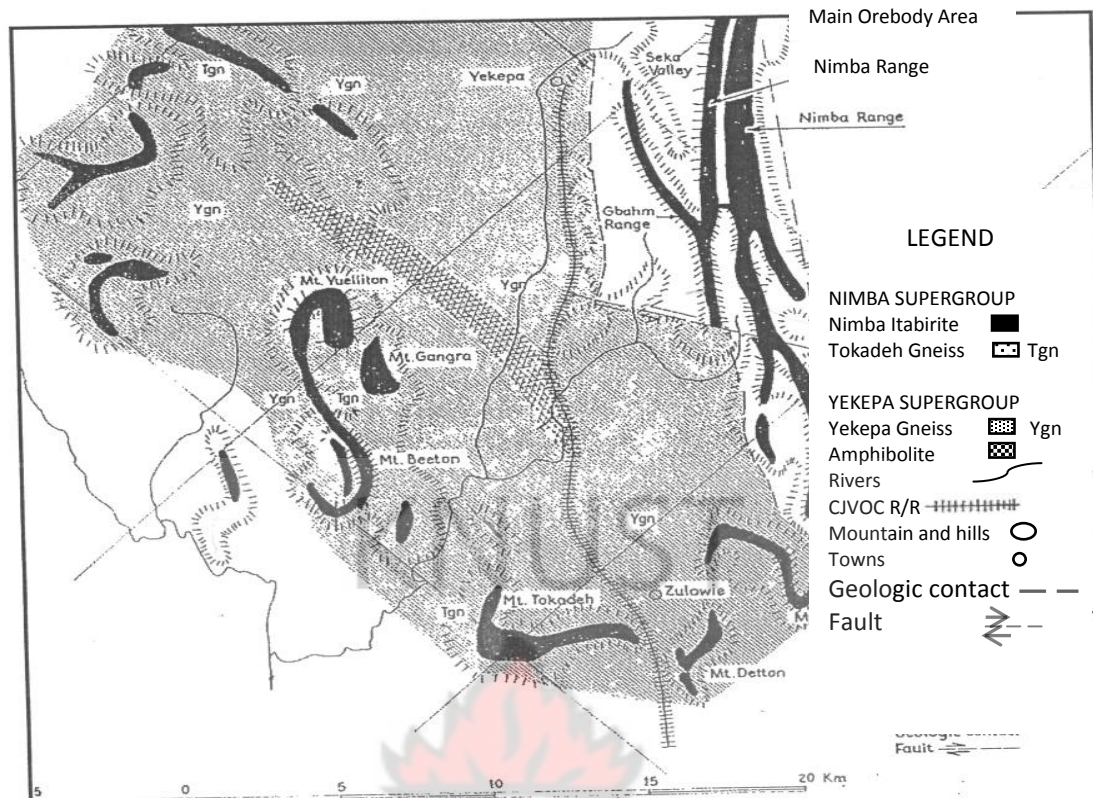 Main Orebody Area
Nimba Range
Nimba Range
Seka
Valley
Yekepa
Tgn
Ygn
Ygn
Gbahm
Range
Ygn
Mt. Yuelliton
Mt. Gangra
Ygn
Tgn
Mt. Beeton
Ygn
KNUST
Tgn
Mt. Tokadeh
Zulowie
M
Mt. Detton
5 0 5 10 15 20 Km
LEGEND
NIMBA SUPERGROUP
Nimba Itabirite
Tokadeh Gneiss Tgn
YEKEPA SUPERGROUP
Yekepa Gneiss Ygn
Amphibolite
Rivers
CJVOC R/R
Mountain and hills
Towns
Geologic contact
Fault
Geologic contact
Fault